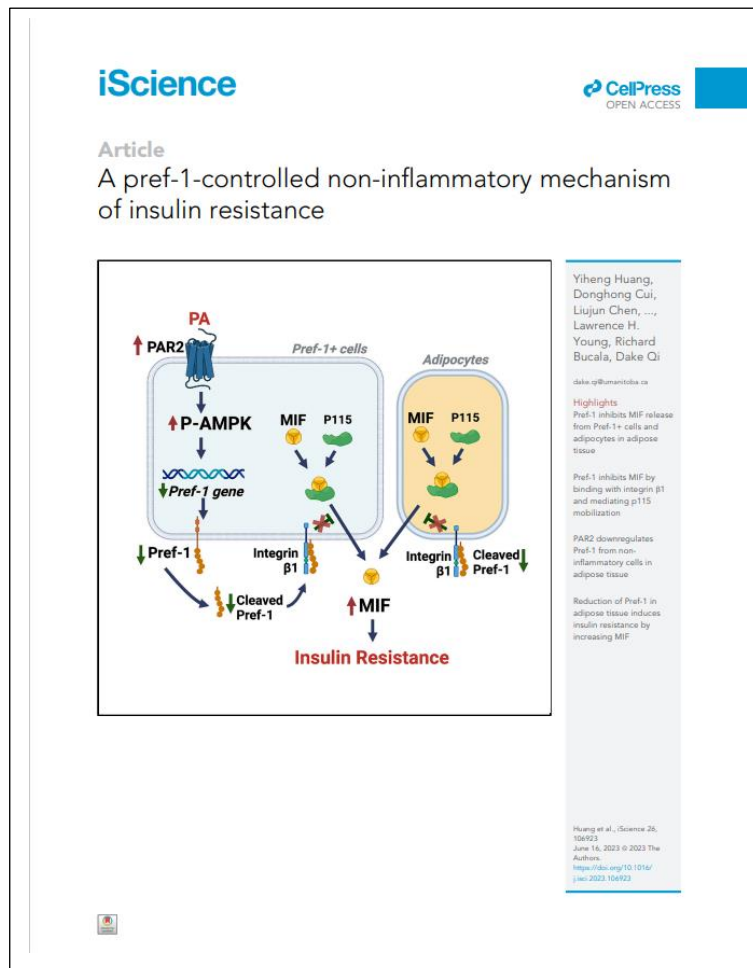 iScience
CellPress
OPEN ACCESS
Article
A pref-1-controlled non-inflammatory mechanism
of insulin resistance
PA
PAR2
Pref-1+ cells
Adipocytes
P-AMPK
MIF
P115
MIF
P115
Pref-1 gene
Pref-1
Integrin
β1
Integrin
β1
Cleaved
Pref-1
Cleaved
Pref-1
MIF
Insulin Resistance
Yiheng Huang,
Donghong Cui,
Liujun Chen, ...,
Lawrence H.
Young, Richard
Bucala, Dake Qi
dake.qi@umanitoba.ca
Highlights
Pref-1 inhibits MIF release
from Pref-1+ cells and
adipocytes in adipose
tissue
Pref-1 inhibits MIF by
binding with integrin β1
and mediating p115
mobilization
PAR2 downregulates
Pref-1 from non-
inflammatory cells in
adipose tissue
Reduction of Pref-1 in
adipose tissue induces
insulin resistance by
increasing MIF
Huang et al., iScience 26,
106923
June 16, 2023 © 2023 The
Authors.
https://doi.org/10.1016/
j.isci.2023.106923